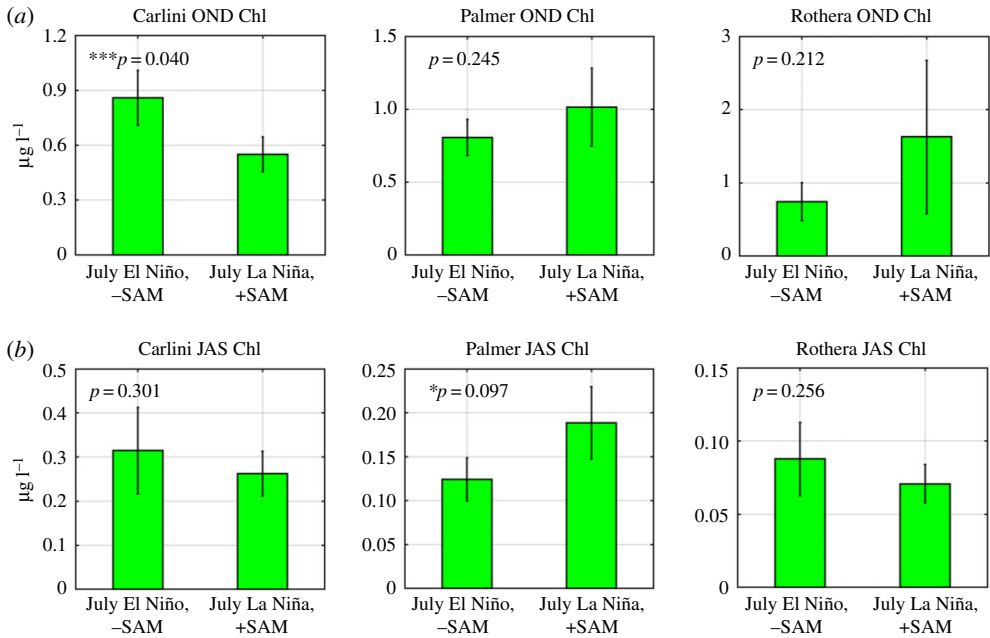 (a)
Carlini OND Chl
Palmer OND Chl
Rothera OND Chl
µg l⁻¹
1.2
0.9
0.6
0.3
0
***p = 0.040
July El Niño,
–SAM
July La Niña,
+SAM
1.5
1.0
0.5
0
p = 0.245
July El Niño,
–SAM
July La Niña,
+SAM
3
2
1
0
p = 0.212
July El Niño,
–SAM
July La Niña,
+SAM
(b)
Carlini JAS Chl
Palmer JAS Chl
Rothera JAS Chl
µg l⁻¹
0.5
0.4
0.3
0.2
0.1
0
p = 0.301
July El Niño,
–SAM
July La Niña,
+SAM
0.25
0.20
0.15
0.10
0.05
0
*p = 0.097
July El Niño,
–SAM
July La Niña,
+SAM
0.15
0.10
0.05
0
p = 0.256
July El Niño,
–SAM
July La Niña,
+SAM